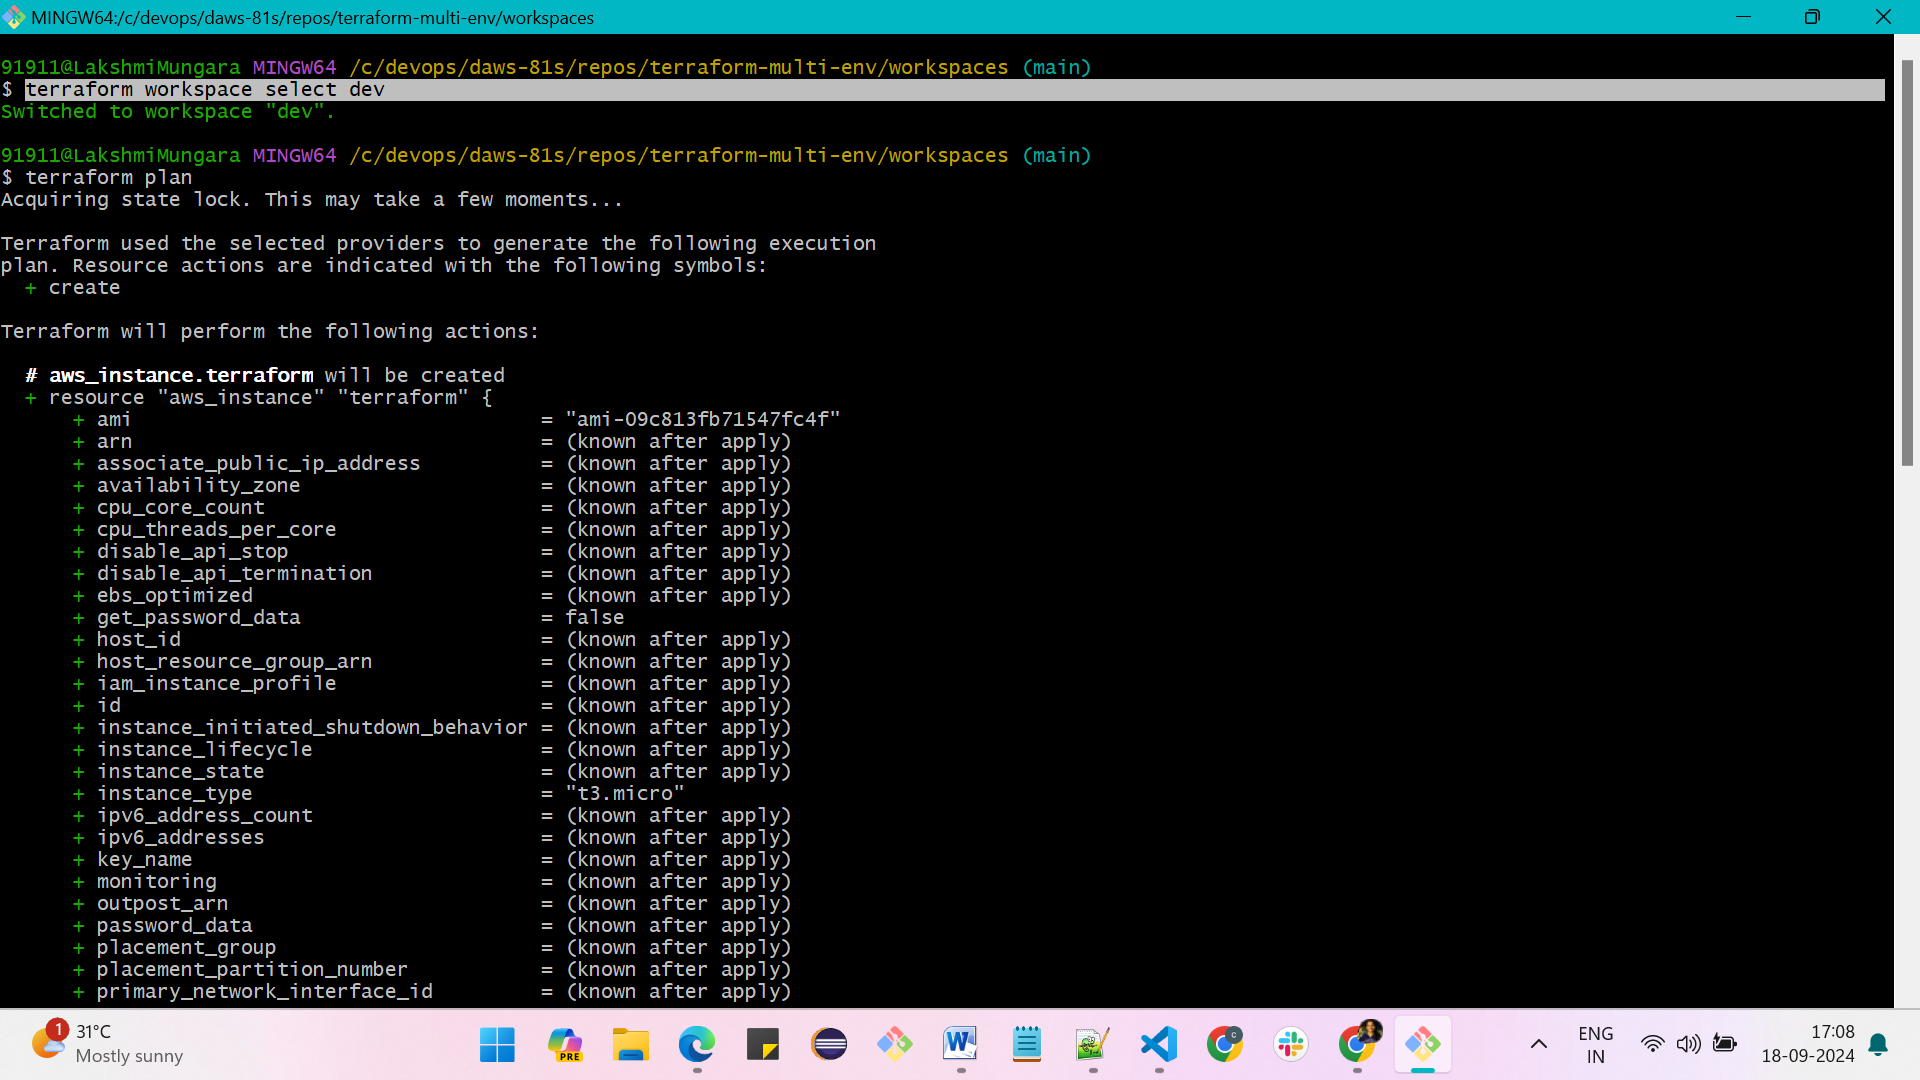 MINGW64:/c/devops/daws-81s/repos/terraform-multi-env/workspaces
91911@LakshmiMungara MINGW64 /c/devops/daws-81s/repos/terraform-multi-env/workspaces (main)
$ terraform workspace select dev
Switched to workspace "dev".
91911@LakshmiMungara MINGW64 /c/devops/daws-81s/repos/terraform-multi-env/workspaces (main)
$ terraform plan
Acquiring state lock. This may take a few moments...
Terraform used the selected providers to generate the following execution
plan. Resource actions are indicated with the following symbols:
+ create
Terraform will perform the following actions:
# aws_instance.terraform will be created
+ resource "aws_instance" "terraform" {
+ ami = "ami-09c813fb71547fc4f"
+ arn = (known after apply)
+ associate_public_ip_address = (known after apply)
+ availability_zone = (known after apply)
+ cpu_core_count = (known after apply)
+ cpu_threads_per_core = (known after apply)
+ disable_api_stop = (known after apply)
+ disable_api_termination = (known after apply)
+ ebs_optimized = (known after apply)
+ get_password_data = false
+ host_id = (known after apply)
+ host_resource_group_arn = (known after apply)
+ iam_instance_profile = (known after apply)
+ id = (known after apply)
+ instance_initiated_shutdown_behavior = (known after apply)
+ instance_lifecycle = (known after apply)
+ instance_state = (known after apply)
+ instance_type = "t3.micro"
+ ipv6_address_count = (known after apply)
+ ipv6_addresses = (known after apply)
+ key_name = (known after apply)
+ monitoring = (known after apply)
+ outpost_arn = (known after apply)
+ password_data = (known after apply)
+ placement_group = (known after apply)
+ placement_partition_number = (known after apply)
+ primary_network_interface_id = (known after apply)
1
31°C
Mostly sunny
PRE
W
C
ENG
IN
17:08
18-09-2024